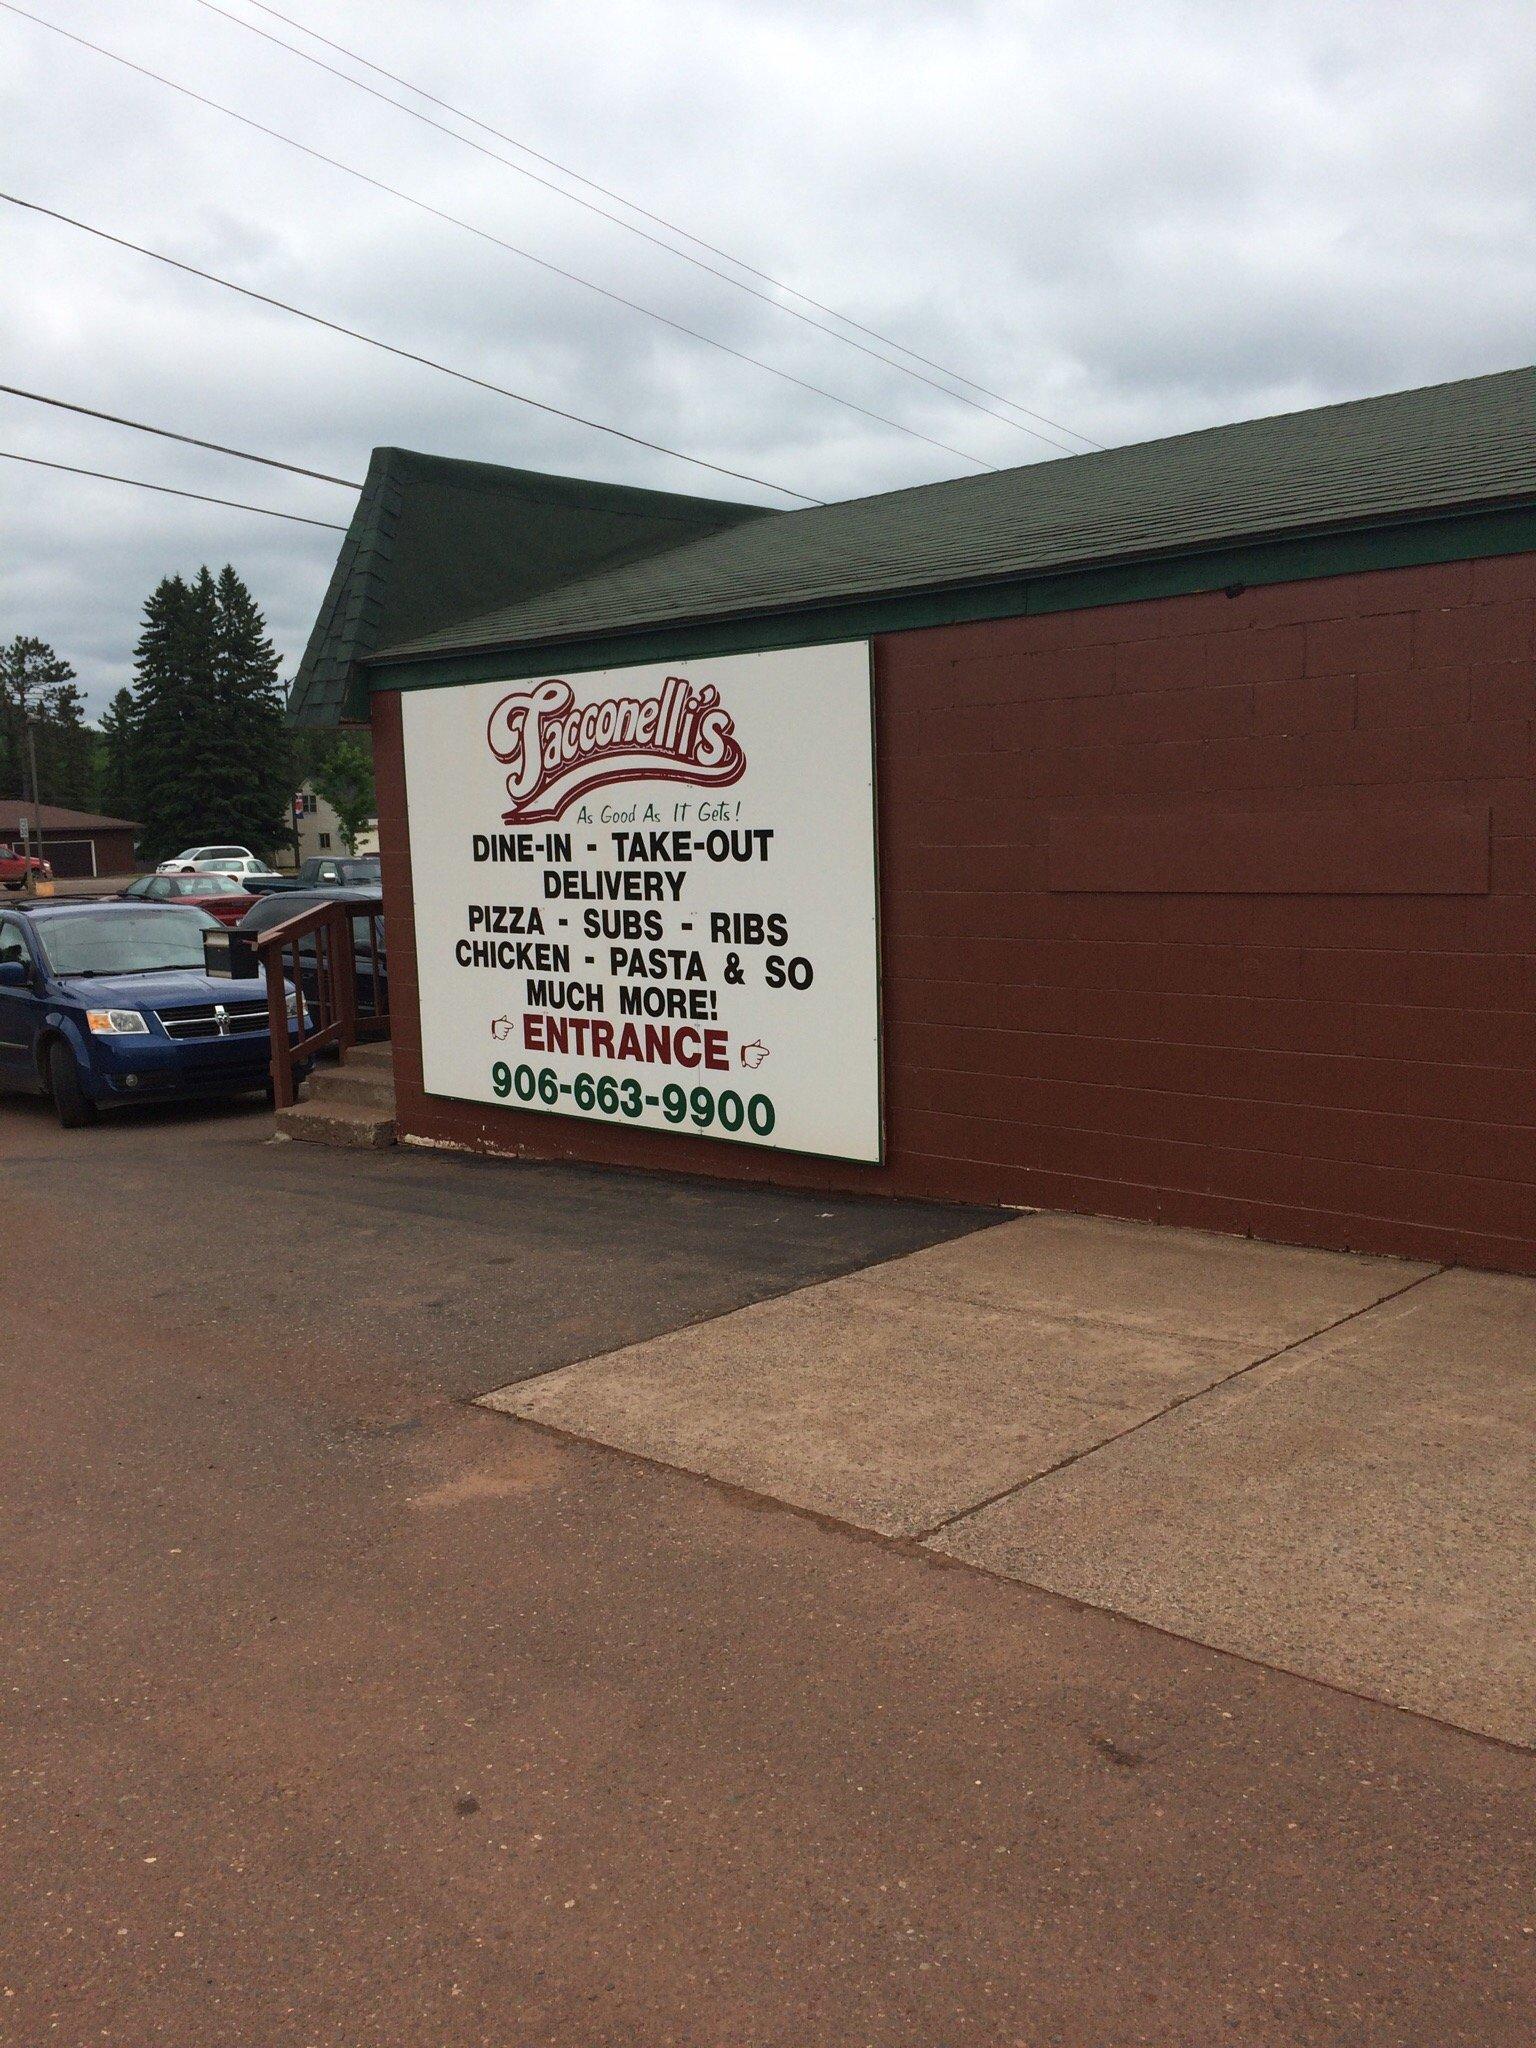 Tacconelli's
As Good As IT Gets!
DINE-IN - TAKE-OUT
DELIVERY
PIZZA - SUBS - RIBS
CHICKEN - PASTA & SO
MUCH MORE!
ENTRANCE
906-663-9900